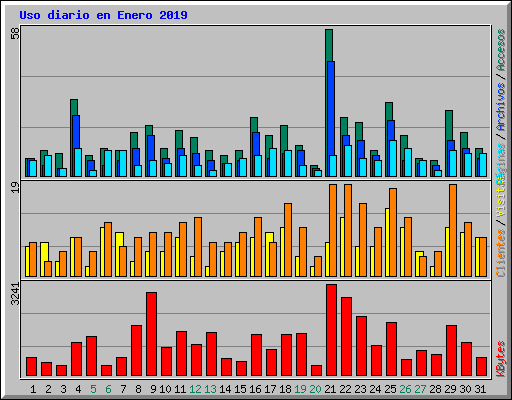 Uso diario en Enero 2019
58
19
3241
Accesos / Archivos / Páginas
Clientes / Visitas
KBytes
1 2 3 4 5 6 7 8 9 10 11 12 13 14 15 16 17 18 19 20 21 22 23 24 25 26 27 28 29 30 31